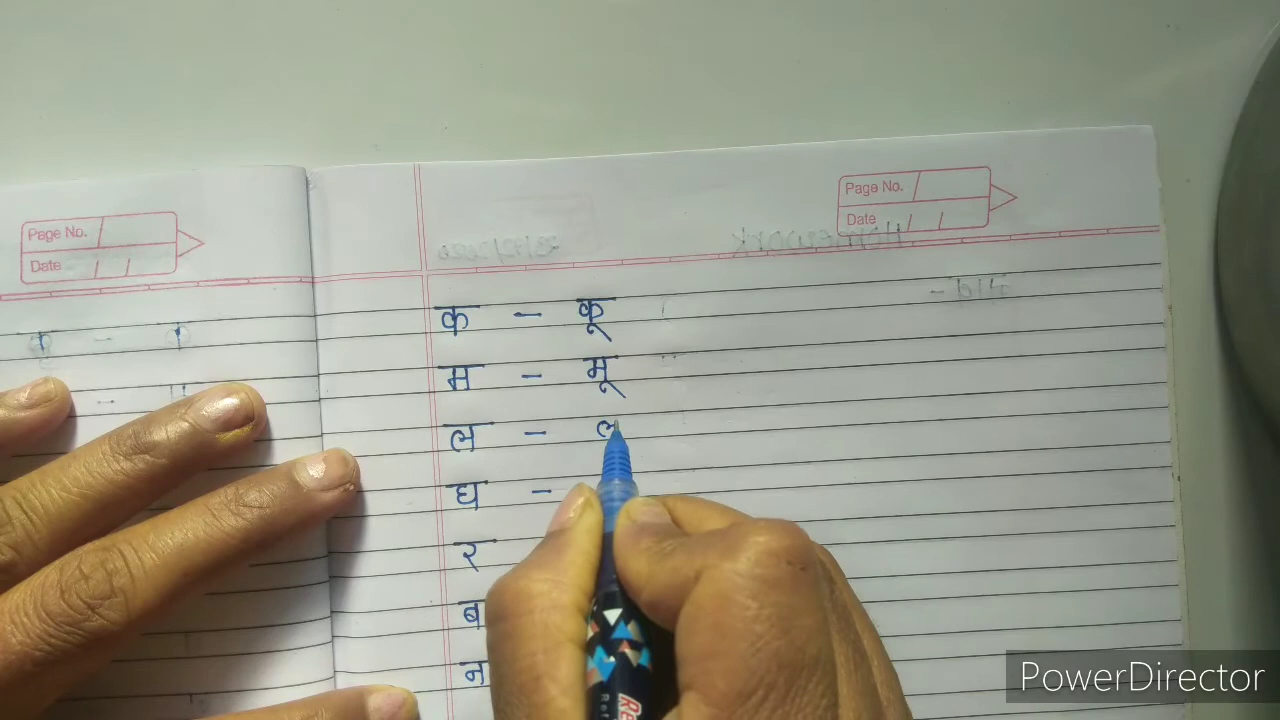 Page No.
Date / /
Page No.
Date / /
क - कू
म - मू
ल - ल
घ -
र
ब
न
PowerDirector